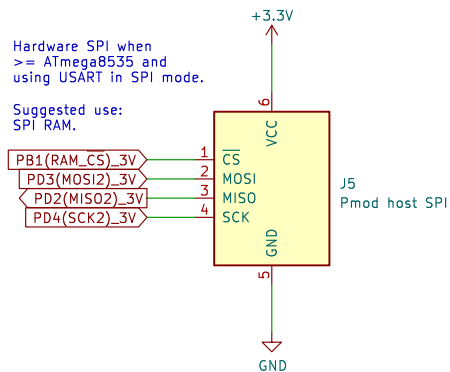 +3.3V
Hardware SPI when
>= ATmega8535 and
using USART in SPI mode.
Suggested use:
SPI RAM.
6
VCC
PB1(RAM_CS)_3V 1 CS
PD3(MOSI2)_3V 2 MOSI
PD2(MISO2)_3V 3 MISO
PD4(SCK2)_3V 4 SCK
J5
Pmod host SPI
GND
5
GND